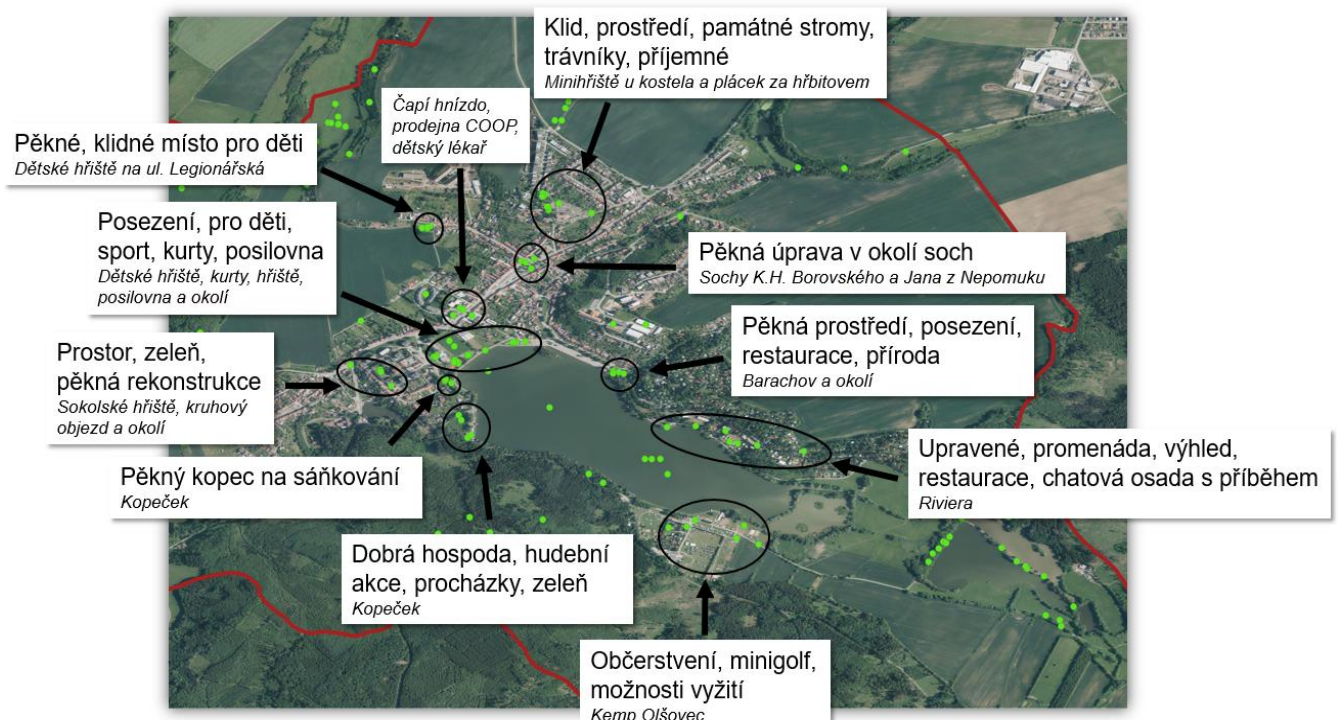 Klid, prostředí, památné stromy,
trávníky, příjemné
Minihřiště u kostela a plácek za hřbitovem
Čapí hnízdo,
prodejna COOP,
dětský lékař
Pěkné, klidné místo pro děti
Dětské hřiště na ul. Legionářská
Posezení, pro děti,
sport, kurty, posilovna
Dětské hřiště, kurty, hřiště,
posilovna a okolí
Pěkná úprava v okolí soch
Sochy K.H. Borovského a Jana z Nepomuku
Prostor, zeleň,
pěkná rekonstrukce
Sokolské hřiště, kruhový
objezd a okolí
Pěkná prostředí, posezení,
restaurace, příroda
Barachov a okolí
Pěkný kopec na sáňkování
Kopeček
Upravené, promenáda, výhled,
restaurace, chatová osada s příběhem
Riviera
Dobrá hospoda, hudební
akce, procházky, zeleň
Kopeček
Občerstvení, minigolf,
možnosti vyžití
Kemp Olšovec